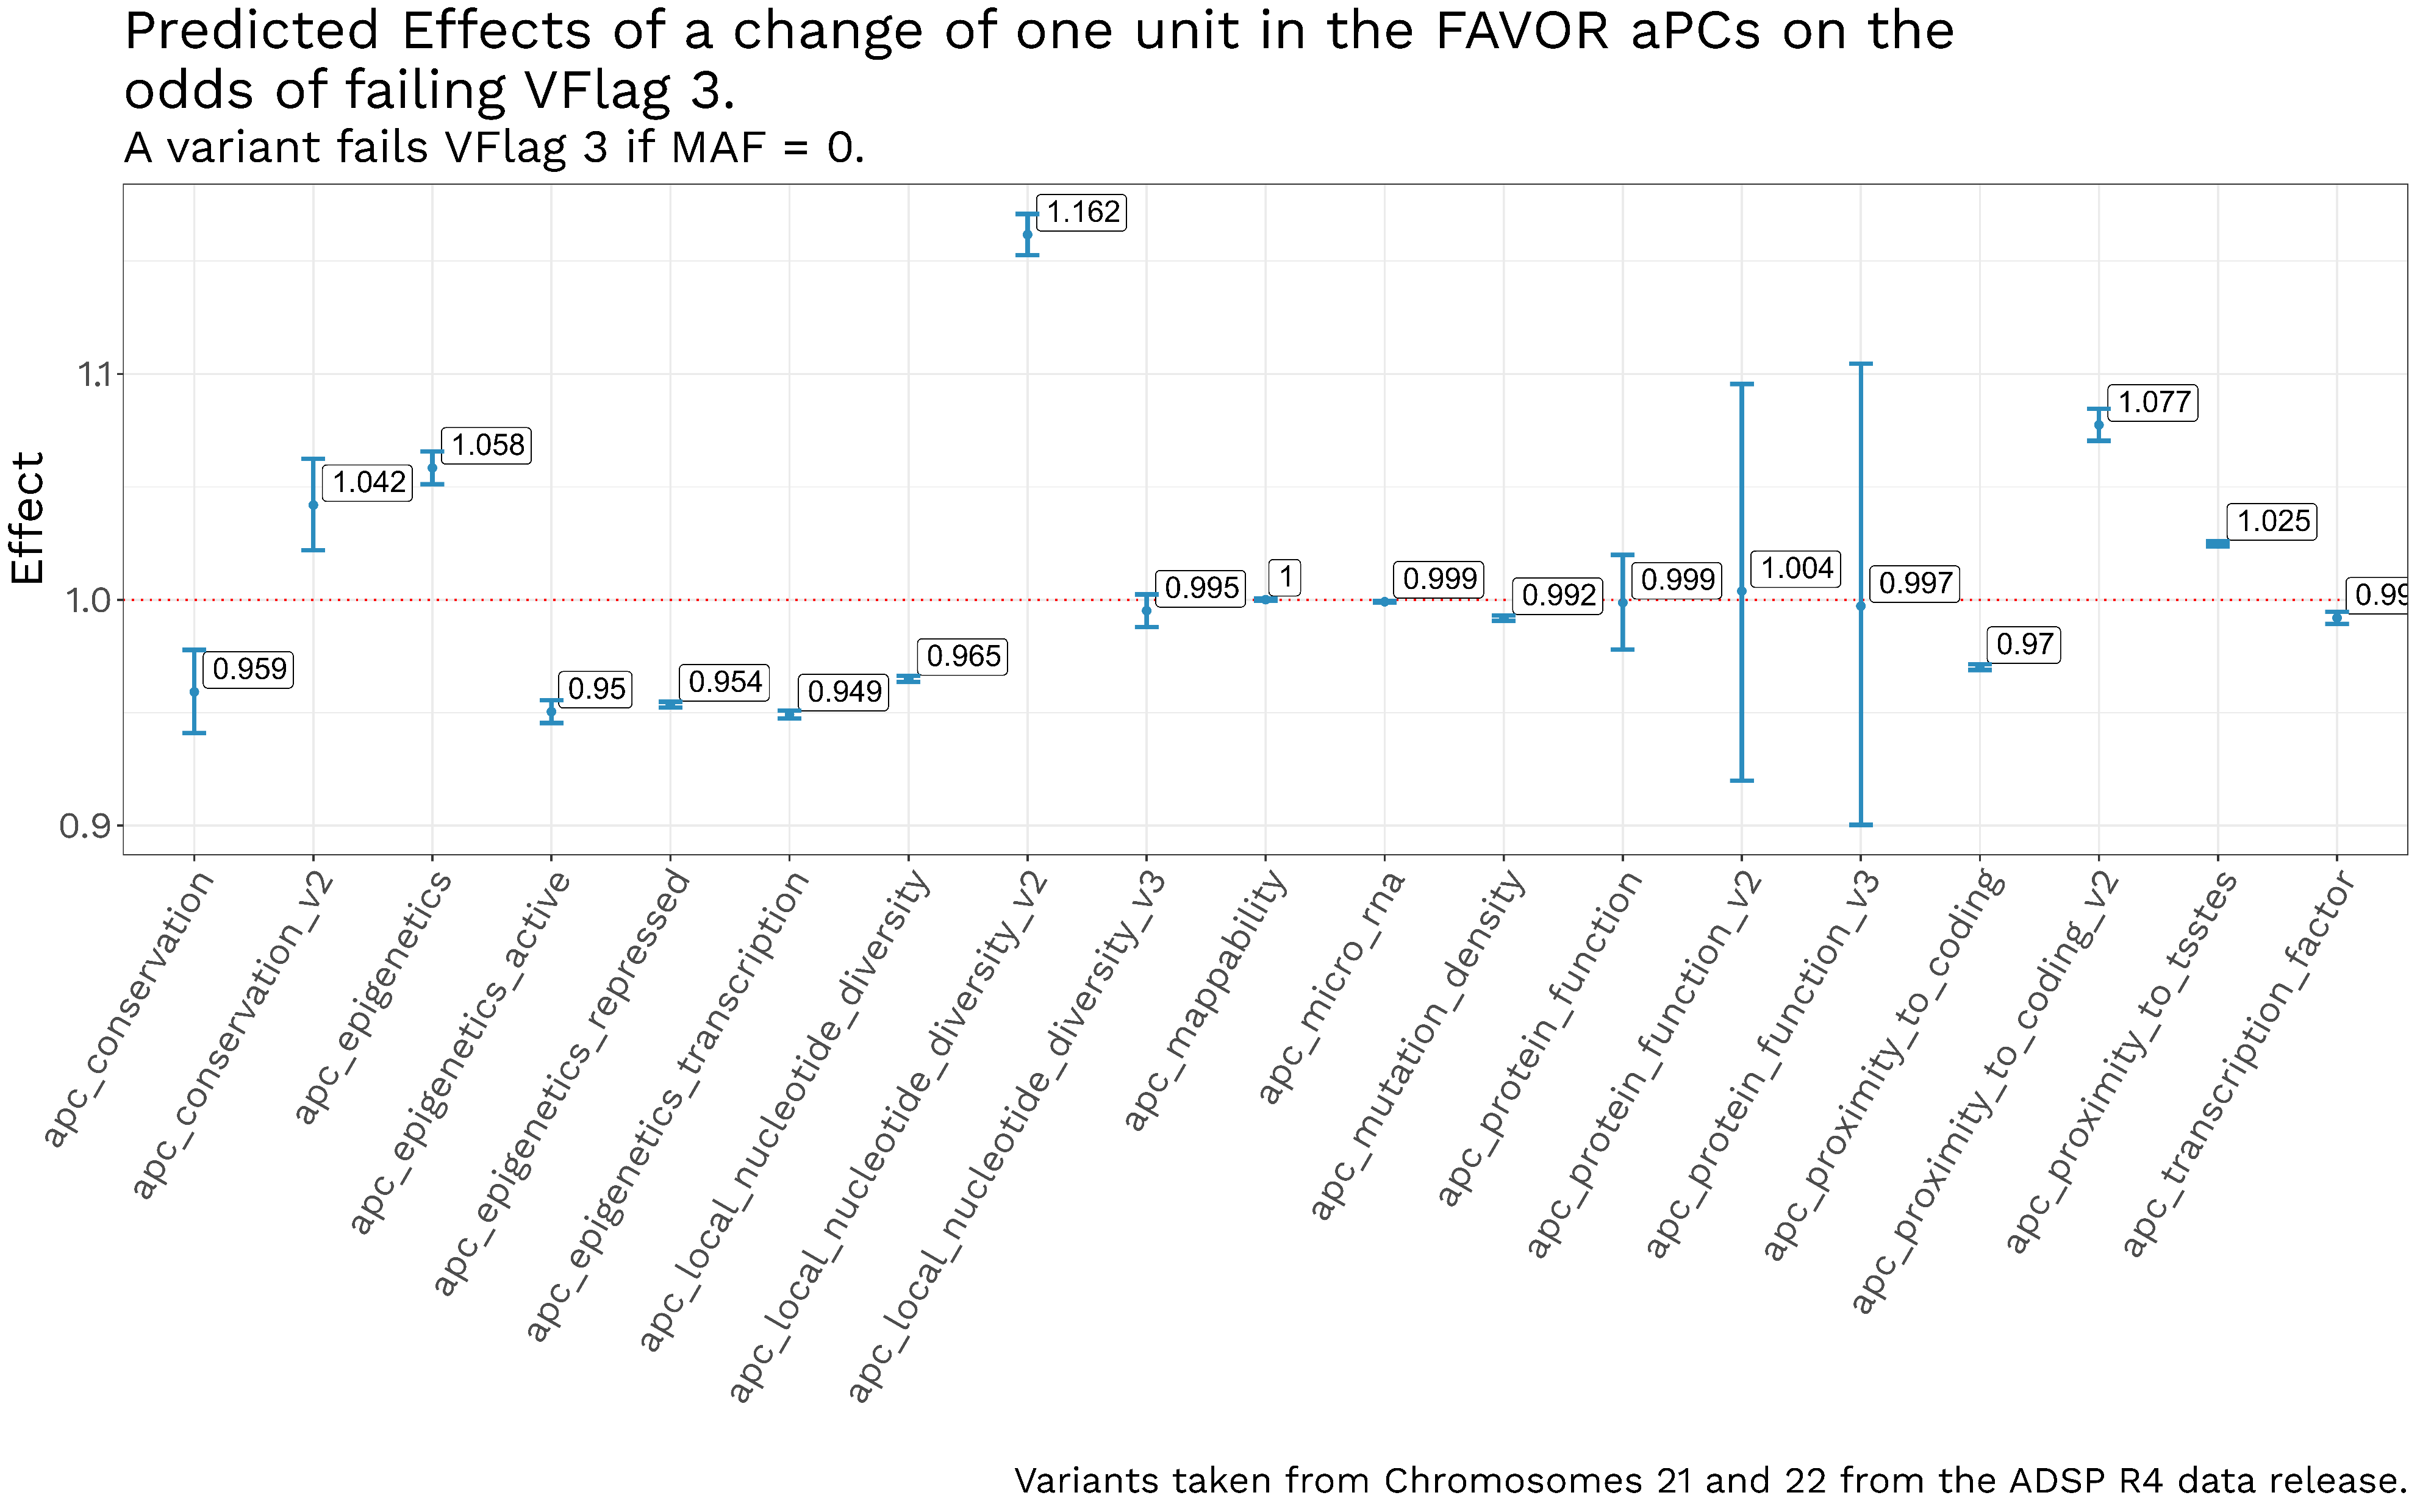 Predicted Effects of a change of one unit in the FAVOR aPCs on the
odds of failing VFlag 3.
A variant fails VFlag 3 if MAF = 0.
Effect
1.1
1.0
0.9
0.959
1.042
1.058
0.95
0.954
0.949
0.965
1.162
0.995
1
0.999
0.992
0.999
1.004
0.997
0.97
1.077
1.025
apc_conservation
apc_conservation_v2
apc_epigenetics
apc_epigenetics_active
apc_epigenetics_repressed
apc_epigenetics_transcription
apc_local_nucleotide_diversity
apc_local_nucleotide_diversity_v2
apc_local_nucleotide_diversity_v3
apc_mappability
apc_micro_rna
apc_mutation_density
apc_protein_function
apc_protein_function_v2
apc_protein_function_v3
apc_proximity_to_coding
apc_proximity_to_coding_v2
apc_proximity_to_tsstes
apc_transcription_factor
Variants taken from Chromosomes 21 and 22 from the ADSP R4 data release.